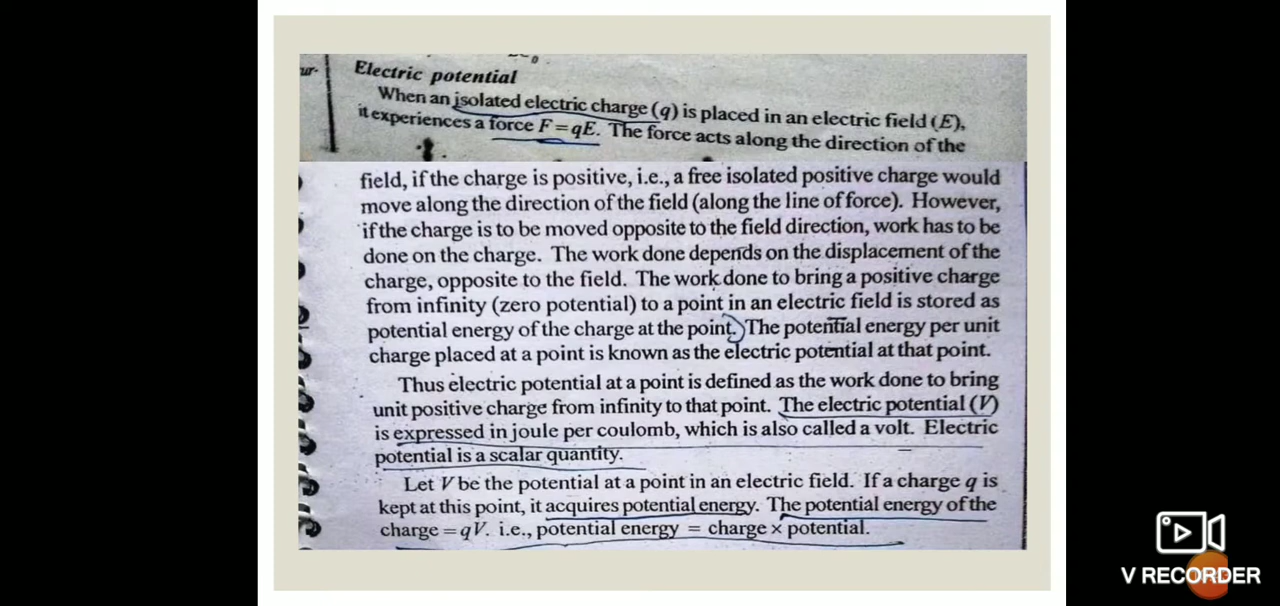 ur-
Electric potential
When an isolated electric charge (q) is placed in an electric field (E),
it experiences a force F = qE. The force acts along the direction of the
field, if the charge is positive, i.e., a free isolated positive charge would
move along the direction of the field (along the line of force). However,
if the charge is to be moved opposite to the field direction, work has to be
done on the charge. The work done depends on the displacement of the
charge, opposite to the field. The work done to bring a positive charge
from infinity (zero potential) to a point in an electric field is stored as
potential energy of the charge at the point. The potential energy per unit
charge placed at a point is known as the electric potential at that point.
Thus electric potential at a point is defined as the work done to bring
unit positive charge from infinity to that point. The electric potential (V)
is expressed in joule per coulomb, which is also called a volt. Electric
potential is a scalar quantity.
Let V be the potential at a point in an electric field. If a charge q is
kept at this point, it acquires potential energy. The potential energy of the
charge = qV. i.e., potential energy = charge × potential.
V RECORDER